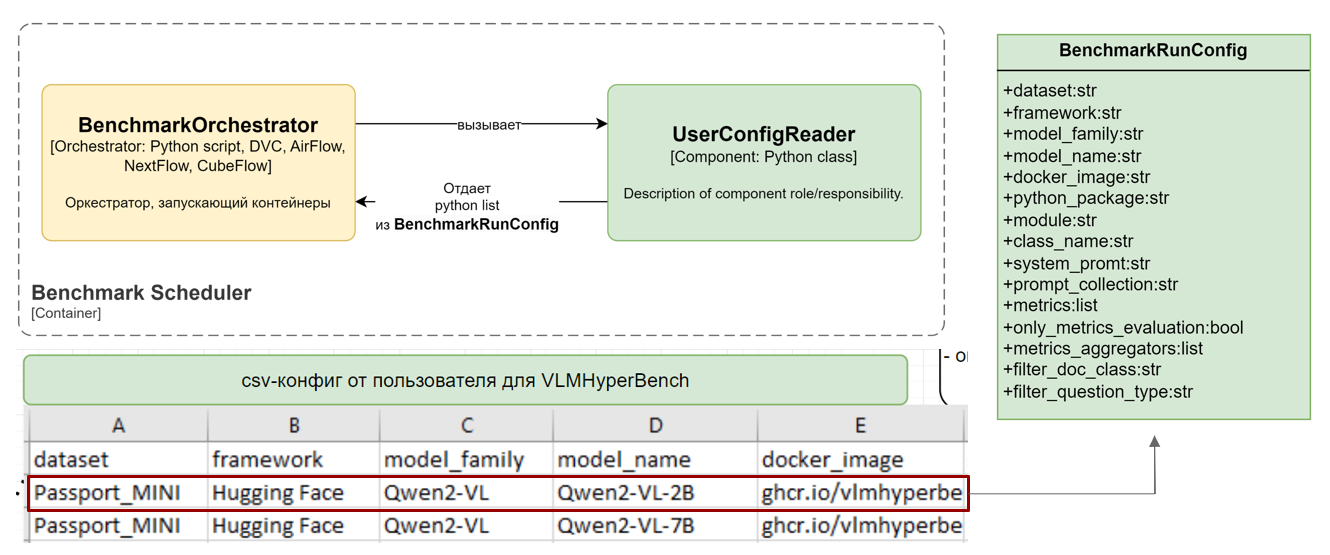 BenchmarkOrchestrator
[Orchestrator: Python script, DVC, AirFlow,
NextFlow, CubeFlow]
Оркестратор, запускающий контейнеры
вызывает
Отдает
python list
из BenchmarkRunConfig
UserConfigReader
[Component: Python class]
Description of component role/responsibility.
Benchmark Scheduler
[Container]
BenchmarkRunConfig
+dataset:str
+framework:str
+model_family:str
+model_name:str
+docker_image:str
+python_package:str
+module:str
+class_name:str
+system_promt:str
+prompt_collection:str
+metrics:list
+only_metrics_evaluation:bool
+metrics_aggregators:list
+filter_doc_class:str
+filter_question_type:str
csv-конфиг от пользователя для VLMHyperBench
A B C D E
dataset framework model_family model_name docker_image
Passport_MINI Hugging Face Qwen2-VL Qwen2-VL-2B ghcr.io/vlmhyperbe
Passport_MINI Hugging Face Qwen2-VL Qwen2-VL-7B ghcr.io/vlmhyperbe